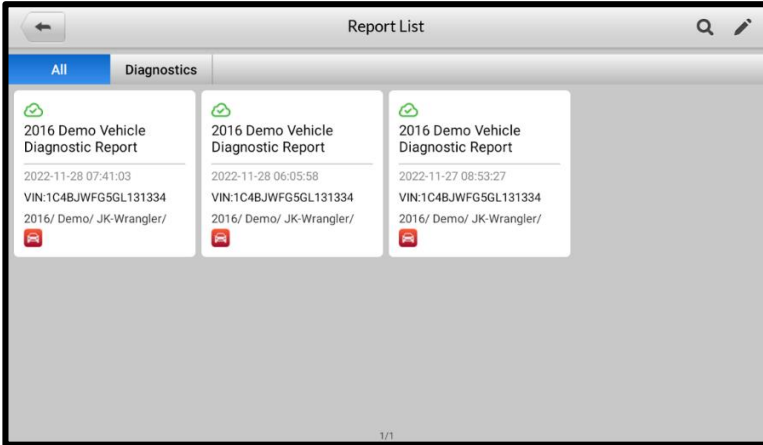 Report List
All
Diagnostics
2016 Demo Vehicle
Diagnostic Report
2022-11-28 07:41:03
VIN:1C4BJWFG5GL131334
2016/ Demo/ JK-Wrangler/
2016 Demo Vehicle
Diagnostic Report
2022-11-28 06:05:58
VIN:1C4BJWFG5GL131334
2016/ Demo/ JK-Wrangler/
2016 Demo Vehicle
Diagnostic Report
2022-11-27 08:53:27
VIN:1C4BJWFG5GL131334
2016/ Demo/ JK-Wrangler/
1/1